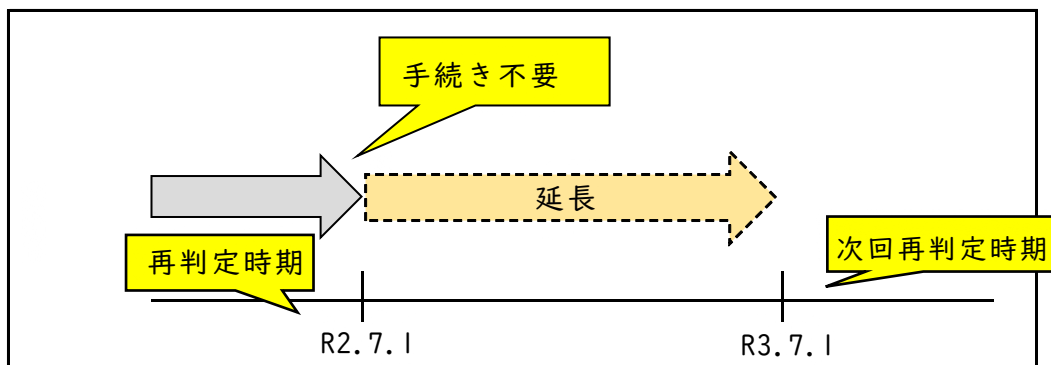 手続き不要
延長
再判定時期
次回再判定時期
R2.7.1
R3.7.1